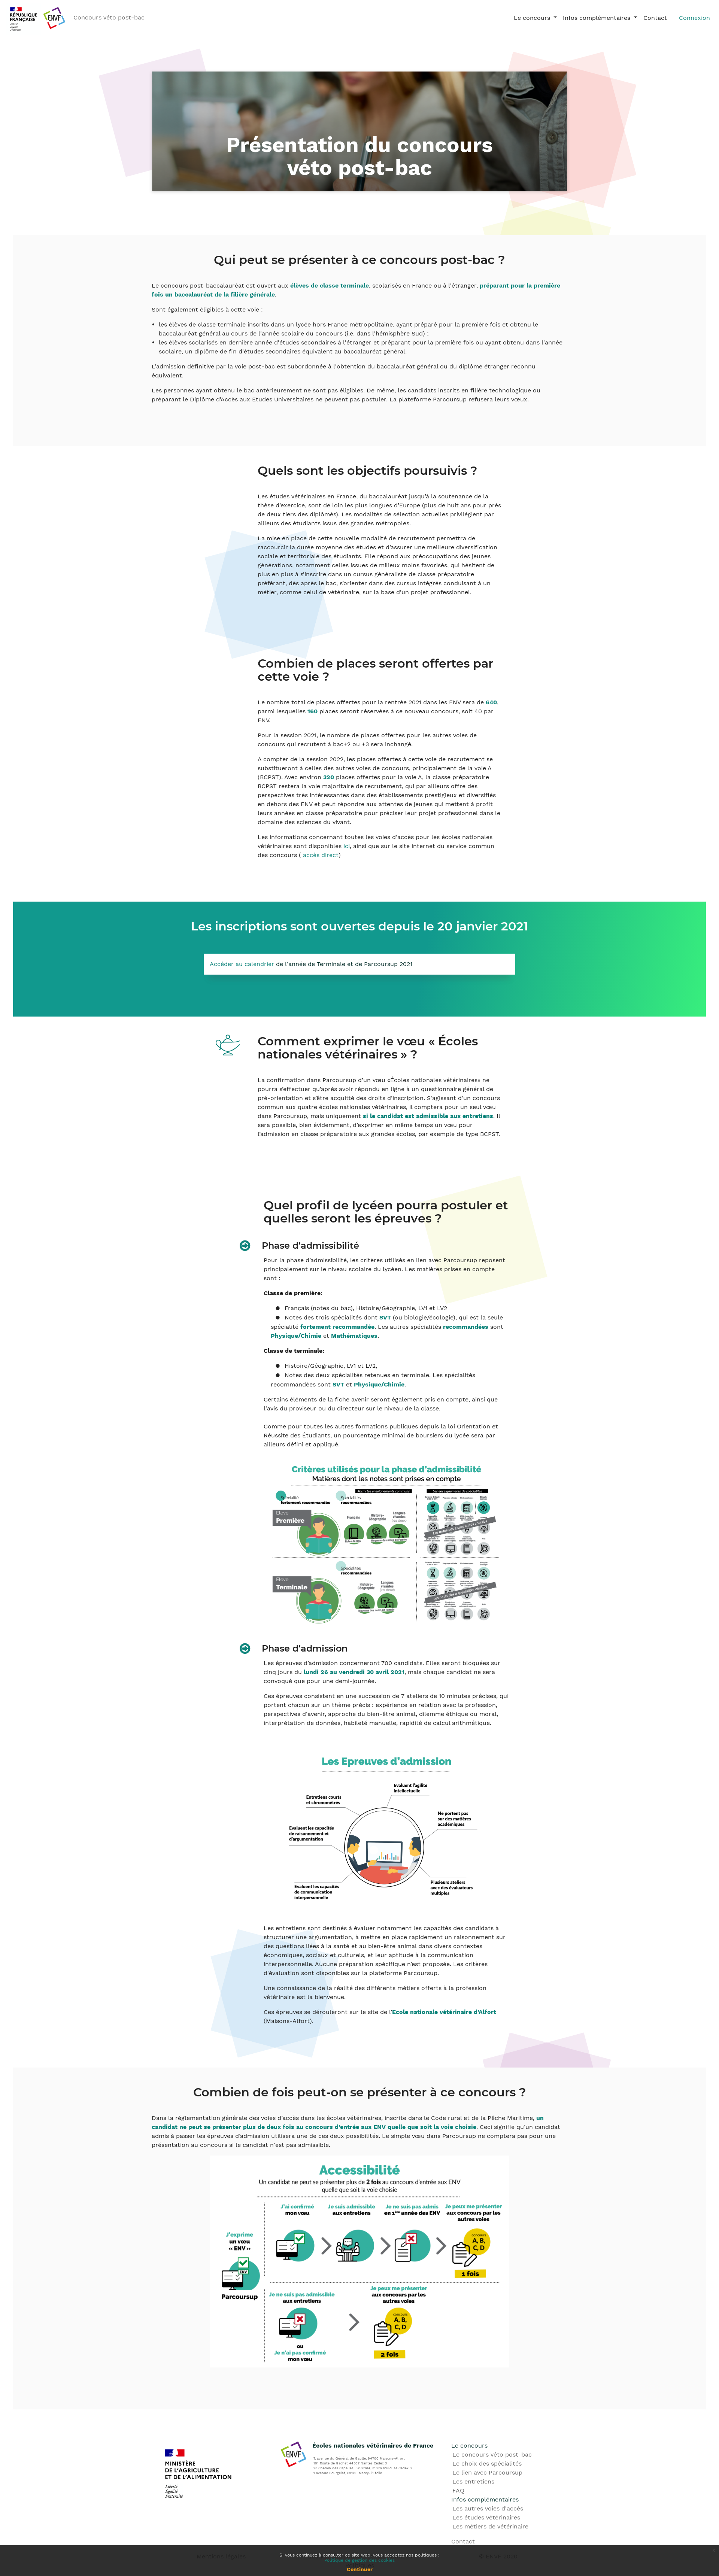 RÉPUBLIQUE
FRANÇAISE
Liberté
Égalité
Fraternité
ENVF
Concours véto post-bac
Le concours
Infos complémentaires
Contact
Connexion
Présentation du concours
véto post-bac
Qui peut se présenter à ce concours post-bac ?
Le concours post-baccalauréat est ouvert aux élèves de classe terminale, scolarisés en France ou à l'étranger, préparant pour la première
fois un baccalauréat de la filière générale.
Sont également éligibles à cette voie :
• les élèves de classe terminale inscrits dans un lycée hors France métropolitaine, ayant préparé pour la première fois et obtenu le
baccalauréat général au cours de l'année scolaire du concours (i.e. dans l'hémisphère Sud) ;
• les élèves scolarisés en dernière année d'études secondaires à l'étranger et préparant pour la première fois ou ayant obtenu dans l'année
scolaire, un diplôme de fin d'études secondaires équivalent au baccalauréat général.
L'admission définitive par la voie post-bac est subordonnée à l'obtention du baccalauréat général ou du diplôme étranger reconnu
équivalent.
Les personnes ayant obtenu le bac antérieurement ne sont pas éligibles. De même, les candidats inscrits en filière technologique ou
préparant le Diplôme d'Accès aux Etudes Universitaires ne peuvent pas postuler. La plateforme Parcoursup refusera leurs vœux.
Quels sont les objectifs poursuivis ?
Les études vétérinaires en France, du baccalauréat jusqu'à la soutenance de la
thèse d'exercice, sont de loin les plus longues d'Europe (plus de huit ans pour près
de deux tiers des diplômés). Les modalités de sélection actuelles privilégient par
ailleurs des étudiants issus des grandes métropoles.
La mise en place de cette nouvelle modalité de recrutement permettra de
raccourcir la durée moyenne des études et d'assurer une meilleure diversification
sociale et territoriale des étudiants. Elle répond aux préoccupations des jeunes
générations, notamment celles issues de milieux moins favorisés, qui hésitent de
plus en plus à s'inscrire dans un cursus généraliste de classe préparatoire
préférant, dès après le bac, s'orienter dans des cursus intégrés conduisant à un
métier, comme celui de vétérinaire, sur la base d'un projet professionnel.
Combien de places seront offertes par
cette voie ?
Le nombre total de places offertes pour la rentrée 2021 dans les ENV sera de 640,
parmi lesquelles 160 places seront réservées à ce nouveau concours, soit 40 par
ENV.
Pour la session 2021, le nombre de places offertes pour les autres voies de
concours qui recrutent à bac+2 ou +3 sera inchangé.
A compter de la session 2022, les places offertes à cette voie de recrutement se
substitueront à celles des autres voies de concours, principalement de la voie A
(BCPST). Avec environ 320 places offertes pour la voie A, la classe préparatoire
BCPST restera la voie majoritaire de recrutement, qui par ailleurs offre des
perspectives très intéressantes dans des établissements prestigieux et diversifiés
en dehors des ENV et peut répondre aux attentes de jeunes qui mettent à profit
leurs années en classe préparatoire pour préciser leur projet professionnel dans le
domaine des sciences du vivant.
Les informations concernant toutes les voies d'accès pour les écoles nationales
vétérinaires sont disponibles ici, ainsi que sur le site internet du service commun
des concours ( accès direct)
Les inscriptions sont ouvertes depuis le 20 janvier 2021
Accéder au calendrier de l'année de Terminale et de Parcoursup 2021
Comment exprimer le vœu « Écoles
nationales vétérinaires » ?
La confirmation dans Parcoursup d'un vœu «Écoles nationales vétérinaires» ne
pourra s'effectuer qu'après avoir répondu en ligne à un questionnaire général de
pré-orientation et s'être acquitté des droits d'inscription. S'agissant d'un concours
commun aux quatre écoles nationales vétérinaires, il comptera pour un seul vœu
dans Parcoursup, mais uniquement si le candidat est admissible aux entretiens. Il
sera possible, bien évidemment, d'exprimer en même temps un vœu pour
l'admission en classe préparatoire aux grandes écoles, par exemple de type BCPST.
Quel profil de lycéen pourra postuler et
quelles seront les épreuves ?
Phase d'admissibilité
Pour la phase d'admissibilité, les critères utilisés en lien avec Parcoursup reposent
principalement sur le niveau scolaire du lycéen. Les matières prises en compte
sont :
Classe de première:
● Français (notes du bac), Histoire/Géographie, LV1 et LV2
● Notes des trois spécialités dont SVT (ou biologie/écologie), qui est la seule
spécialité fortement recommandée. Les autres spécialités recommandées sont
Physique/Chimie et Mathématiques.
Classe de terminale:
● Histoire/Géographie, LV1 et LV2,
● Notes des deux spécialités retenues en terminale. Les spécialités
recommandées sont SVT et Physique/Chimie.
Certains éléments de la fiche avenir seront également pris en compte, ainsi que
l'avis du proviseur ou du directeur sur le niveau de la classe.
Comme pour toutes les autres formations publiques depuis la loi Orientation et
Réussite des Étudiants, un pourcentage minimal de boursiers du lycée sera par
ailleurs défini et appliqué.
Critères utilisés pour la phase d'admissibilité
Matières dont les notes sont prises en compte
Spécialité
fortement recommandée
Spécialités
recommandées
Élève
Première
Français
Histoire-
Géographie
Langues
vivantes
Spécialités
recommandées
Élève
Terminale
Histoire-
Géographie
Langues
vivantes
Phase d'admission
Les épreuves d'admission concerneront 700 candidats. Elles seront bloquées sur
cinq jours du lundi 26 au vendredi 30 avril 2021, mais chaque candidat ne sera
convoqué que pour une demi-journée.
Ces épreuves consistent en une succession de 7 ateliers de 10 minutes précises, qui
portent chacun sur un thème précis : expérience en relation avec la profession,
perspectives d'avenir, approche du bien-être animal, dilemme éthique ou moral,
interprétation de données, habileté manuelle, rapidité de calcul arithmétique.
Les Epreuves d'admission
Evaluent l'agilité
intellectuelle
Entretiens courts
et chronométrés
Ne portent pas
sur des matières
académiques
Evaluent les capacités
de raisonnement et
d'argumentation
Plusieurs ateliers
avec des évaluateurs
multiples
Evaluent les capacités
de communication
interpersonnelle
Les entretiens sont destinés à évaluer notamment les capacités des candidats à
structurer une argumentation, à mettre en place rapidement un raisonnement sur
des questions liées à la santé et au bien-être animal dans divers contextes
économiques, sociaux et culturels, et leur aptitude à la communication
interpersonnelle. Aucune préparation spécifique n'est proposée. Les critères
d'évaluation sont disponibles sur la plateforme Parcoursup.
Une connaissance de la réalité des différents métiers offerts à la profession
vétérinaire est la bienvenue.
Ces épreuves se dérouleront sur le site de l'Ecole nationale vétérinaire d'Alfort
(Maisons-Alfort).
Combien de fois peut-on se présenter à ce concours ?
Dans la réglementation générale des voies d'accès dans les écoles vétérinaires, inscrite dans le Code rural et de la Pêche Maritime, un
candidat ne peut se présenter plus de deux fois au concours d'entrée aux ENV quelle que soit la voie choisie. Ceci signifie qu'un candidat
admis à passer les épreuves d'admission utilisera une de ces deux possibilités. Le simple vœu dans Parcoursup ne comptera pas pour une
présentation au concours si le candidat n'est pas admissible.
Accessibilité
Un candidat ne peut se présenter plus de 2 fois au concours d'entrée aux ENV
quelle que soit la voie choisie
J'ai confirmé
mon vœu
Je suis admissible
aux entretiens
Je ne suis pas admis
en 1ère année des ENV
Je peux me présenter
aux concours par les
autres voies
J'exprime
un vœu
« ENV »
Parcoursup
CONCOURS
A, B,
C, D
1 fois
Je ne suis pas admissible
aux entretiens
Je peux me présenter
aux concours par les
autres voies
CONCOURS
A, B,
C, D
ou
Je n'ai pas confirmé
mon vœu
2 fois
MINISTÈRE
DE L'AGRICULTURE
ET DE L'ALIMENTATION
Liberté
Égalité
Fraternité
ENVF
Écoles nationales vétérinaires de France
Le concours
Le concours véto post-bac
Le choix des spécialités
Le lien avec Parcoursup
Les entretiens
FAQ
Infos complémentaires
Les autres voies d'accès
Les études vétérinaires
Les métiers de vétérinaire
Contact
Si vous continuez à consulter ce site web, vous acceptez nos politiques :
Continuer